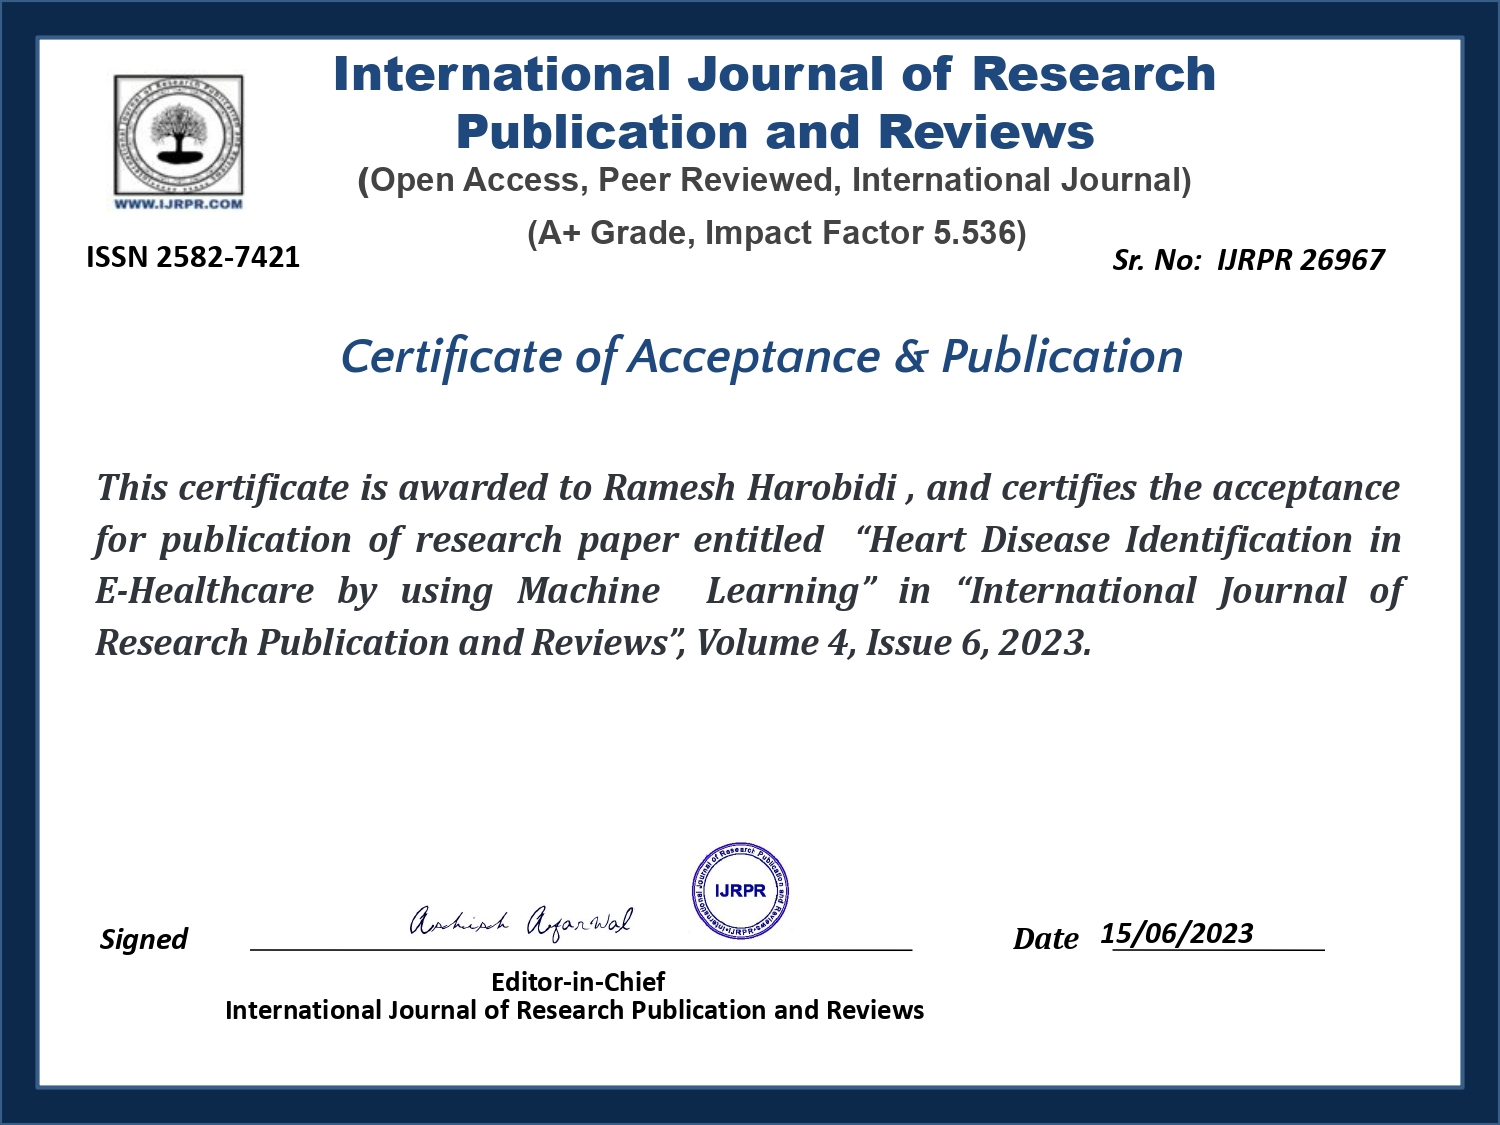 International Journal of Research
Publication and Reviews
(Open Access, Peer Reviewed, International Journal)
(A+ Grade, Impact Factor 5.536)
WWW.IJRPR.COM
ISSN 2582-7421
Sr. No: IJRPR 26967
Certificate of Acceptance & Publication
This certificate is awarded to Ramesh Harobidi , and certifies the acceptance
for publication of research paper entitled “Heart Disease Identification in
E-Healthcare by using Machine Learning” in “International Journal of
Research Publication and Reviews”, Volume 4, Issue 6, 2023.
International Journal of Research Publication and Reviews-IJRPR-
IJRPR
Signed
Ashish Agarwal
Date 15/06/2023
Editor-in-Chief
International Journal of Research Publication and Reviews